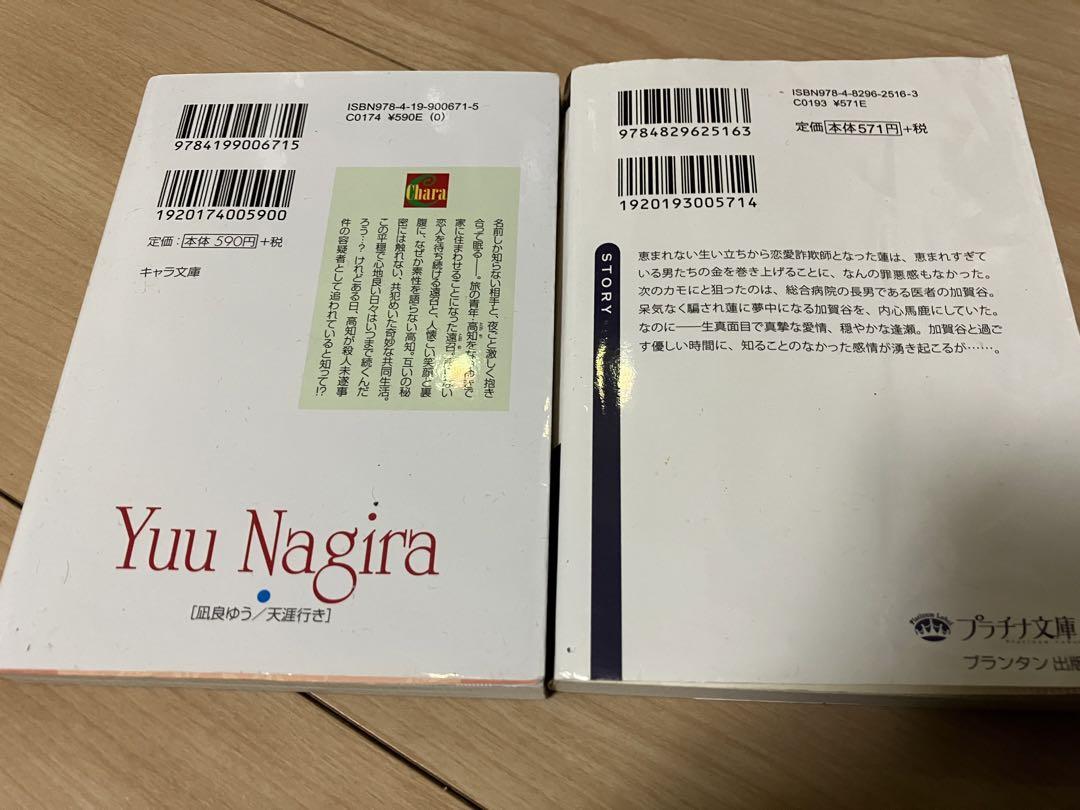 ISBN978-4-19-900671-5
C0174 ¥590E (0)
9784199006715
1920174005900
定価：本体 590円+税
キャラ文庫
Chara
名前しか知らない相手と、夜ごと激しく抱き
合って眠る――。旅の青年・高知を
家に住まわせることになった遠召。
恋人を待ち続ける遠召と、人懐こい笑顔と裏
腹に、なぜか素性を語らない高知。互いの秘
密には触れない、共犯めいた奇妙な共同生活。
この平穏で心地良い日々はいつまで続くんだ
ろう…？ けれどある日、高知が殺人未遂事
件の容疑者として追われていると知って!?
Yuu Nagira
[凪良ゆう／天涯行き]
ISBN978-4-8296-2516-3
C0193 ¥571E
9784829625163
定価 本体571円+税
1920193005714
STORY
恵まれない生い立ちから恋愛詐欺師となった蓮は、恵まれすぎて
いる男たちの金を巻き上げることに、なんの罪悪感もなかった。
次のカモにと狙ったのは、総合病院の長男である医者の加賀谷。
呆気なく騙され蓮に夢中になる加賀谷を、内心馬鹿にしていた。
なのに――生真面目で真摯な愛情、穏やかな逢瀬。加賀谷と過ご
す優しい時間に、知ることのなかった感情が湧き起こるが……。
Platinum Label
プラチナ文庫
プランタン出版